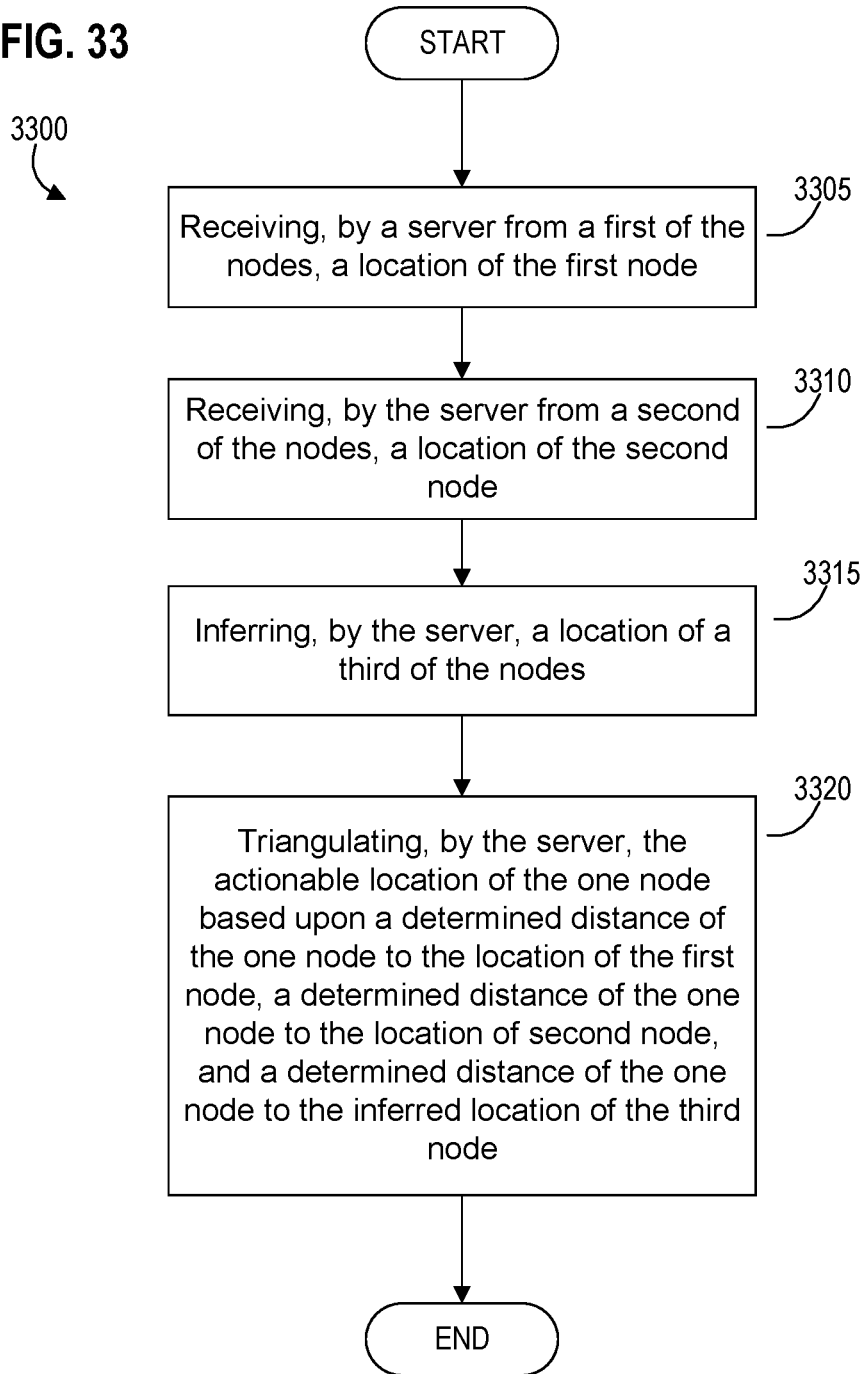 FIG. 33
START
3300
3305
Receiving, by a server from a first of the
nodes, a location of the first node
3310
Receiving, by the server from a second
of the nodes, a location of the second
node
3315
Inferring, by the server, a location of a
third of the nodes
3320
Triangulating, by the server, the
actionable location of the one node
based upon a determined distance of
the one node to the location of the first
node, a determined distance of the one
node to the location of second node,
and a determined distance of the one
node to the inferred location of the third
node
END